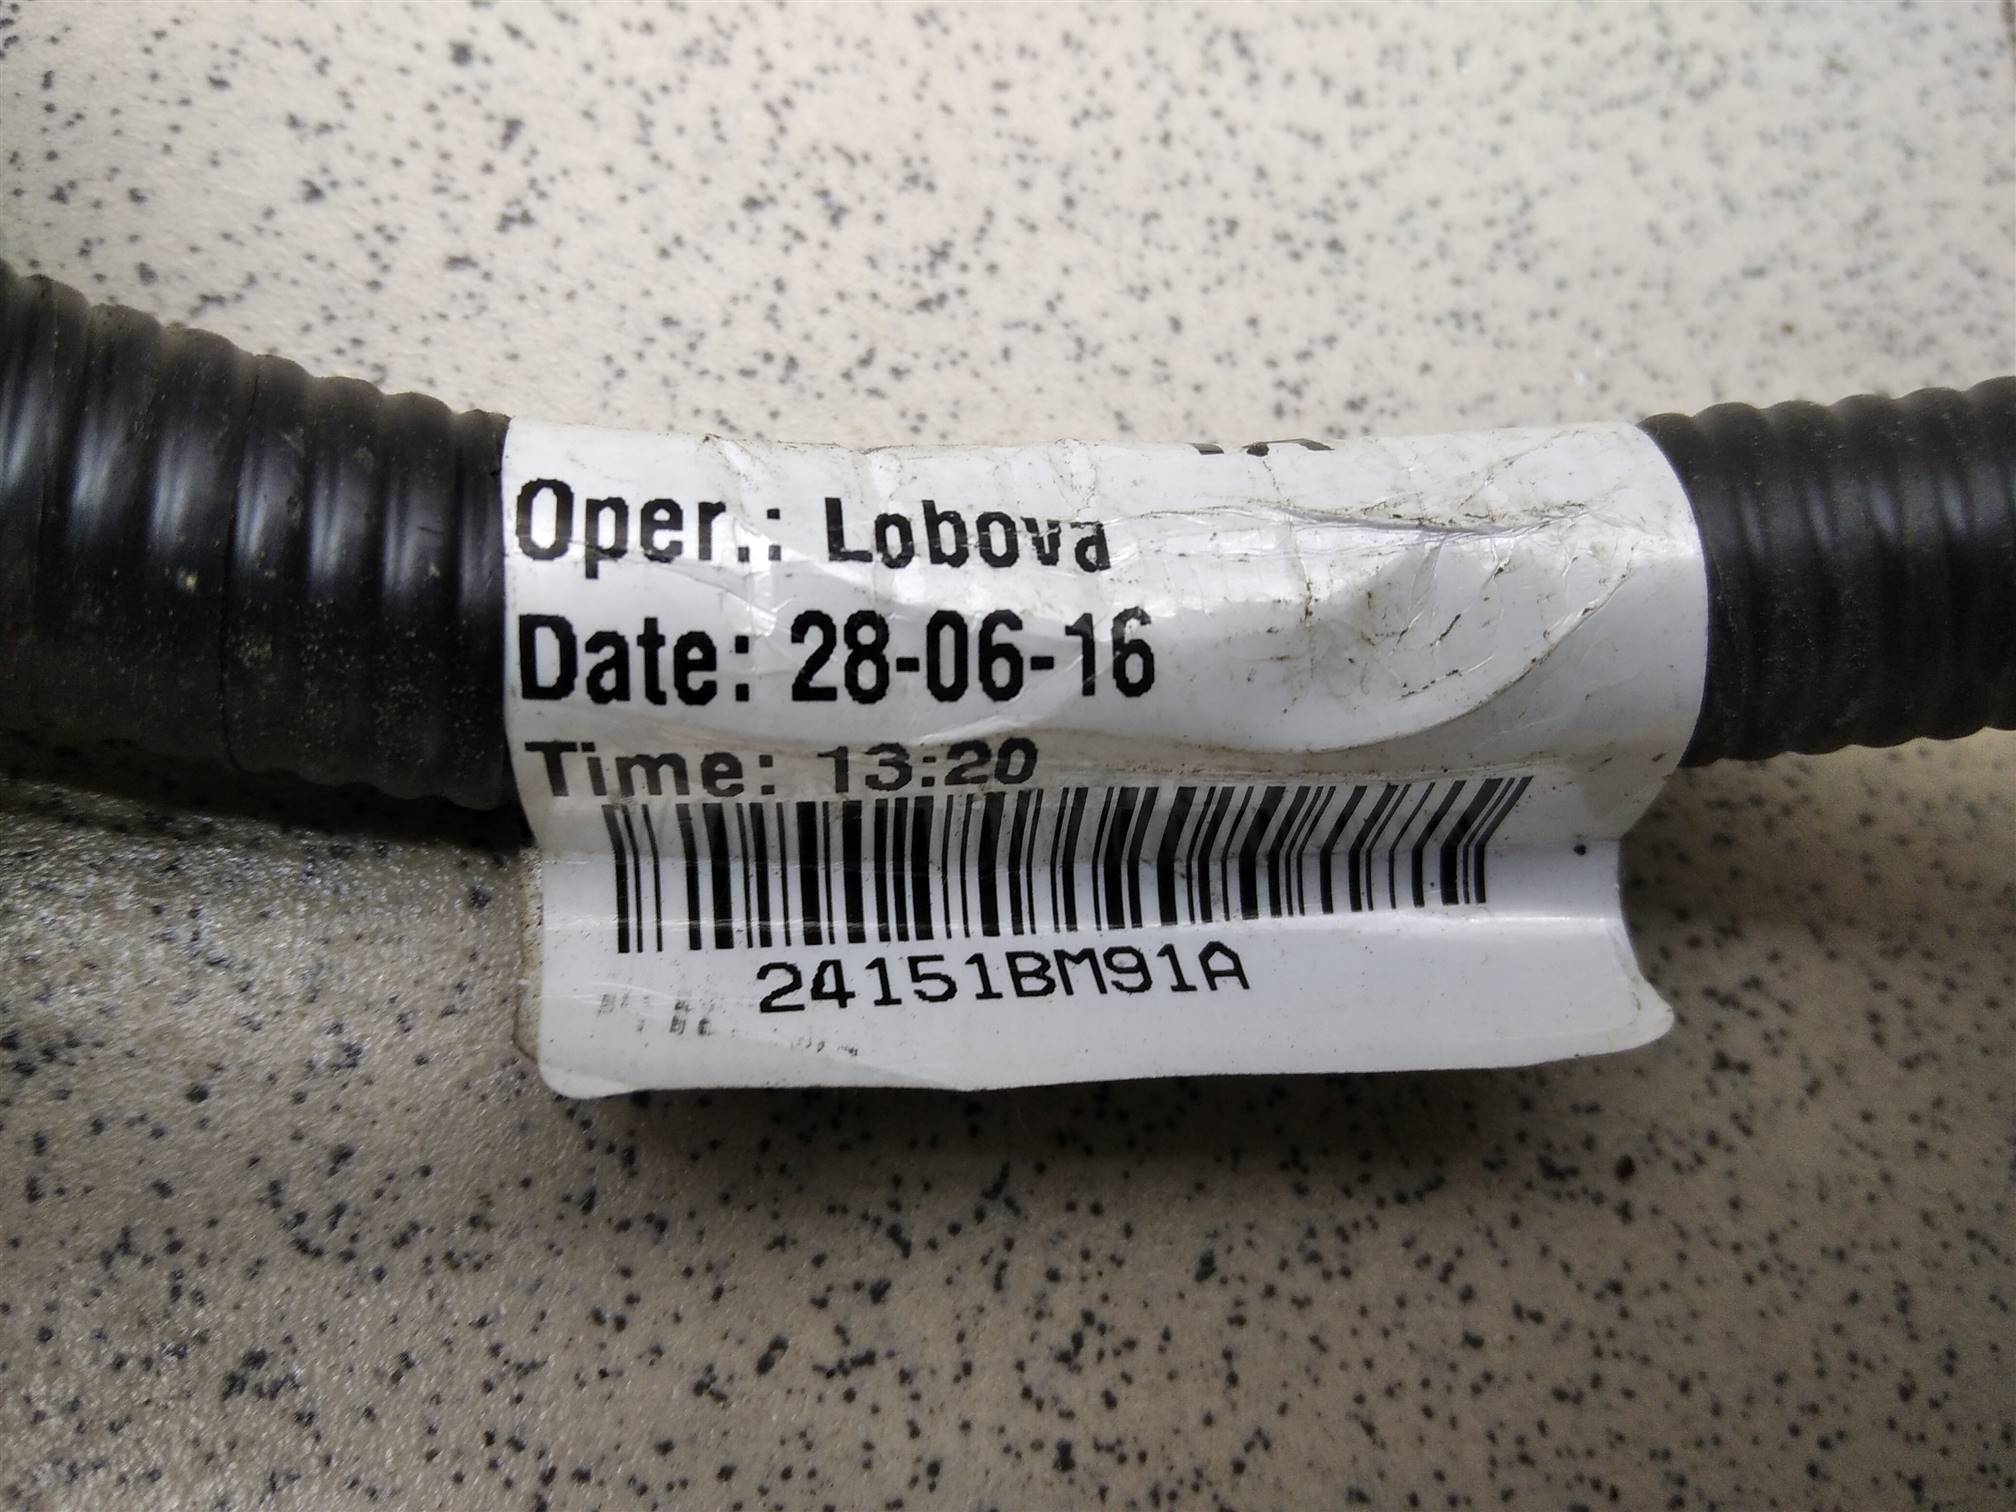 Oper.: Lobova
Date: 28-06-16
Time: 13:20
24151BM91A